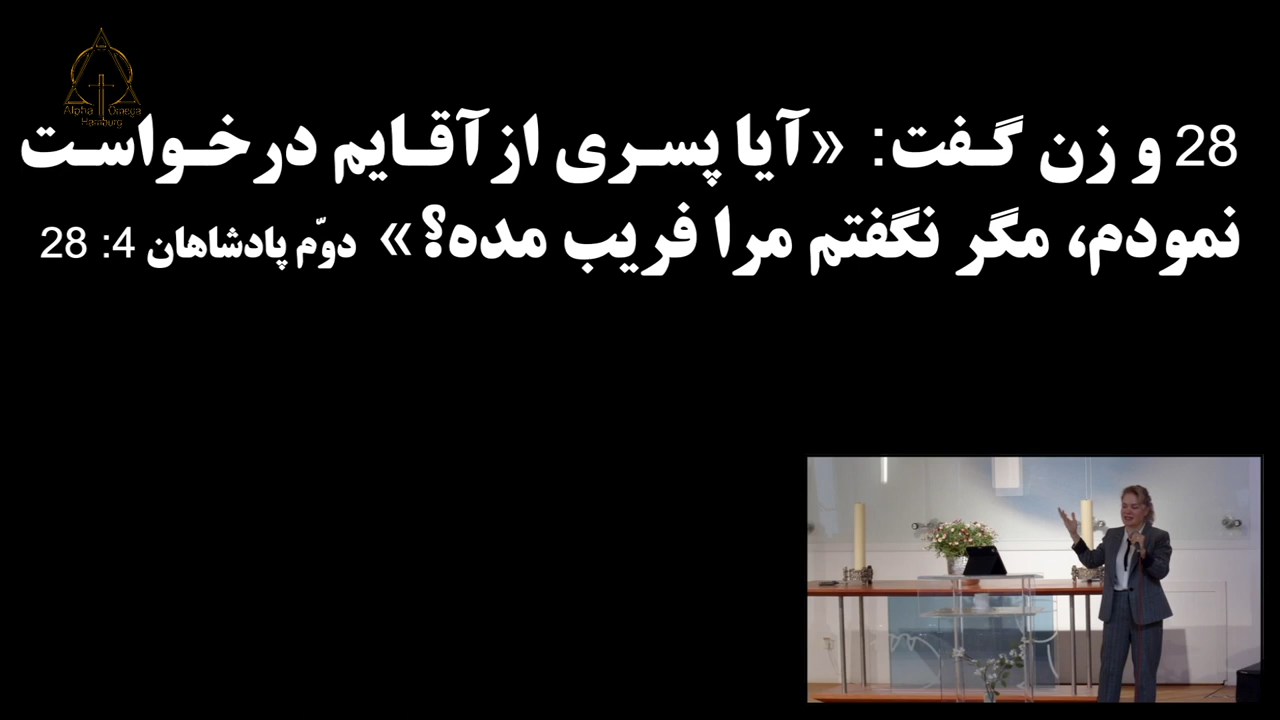 Alpha Omega
Hamburg
28 و زن گفت: «آیا پسری از آقایم درخواست
نمودم، مگر نگفتم مرا فریب مده؟» دوّم پادشاهان 4: 28